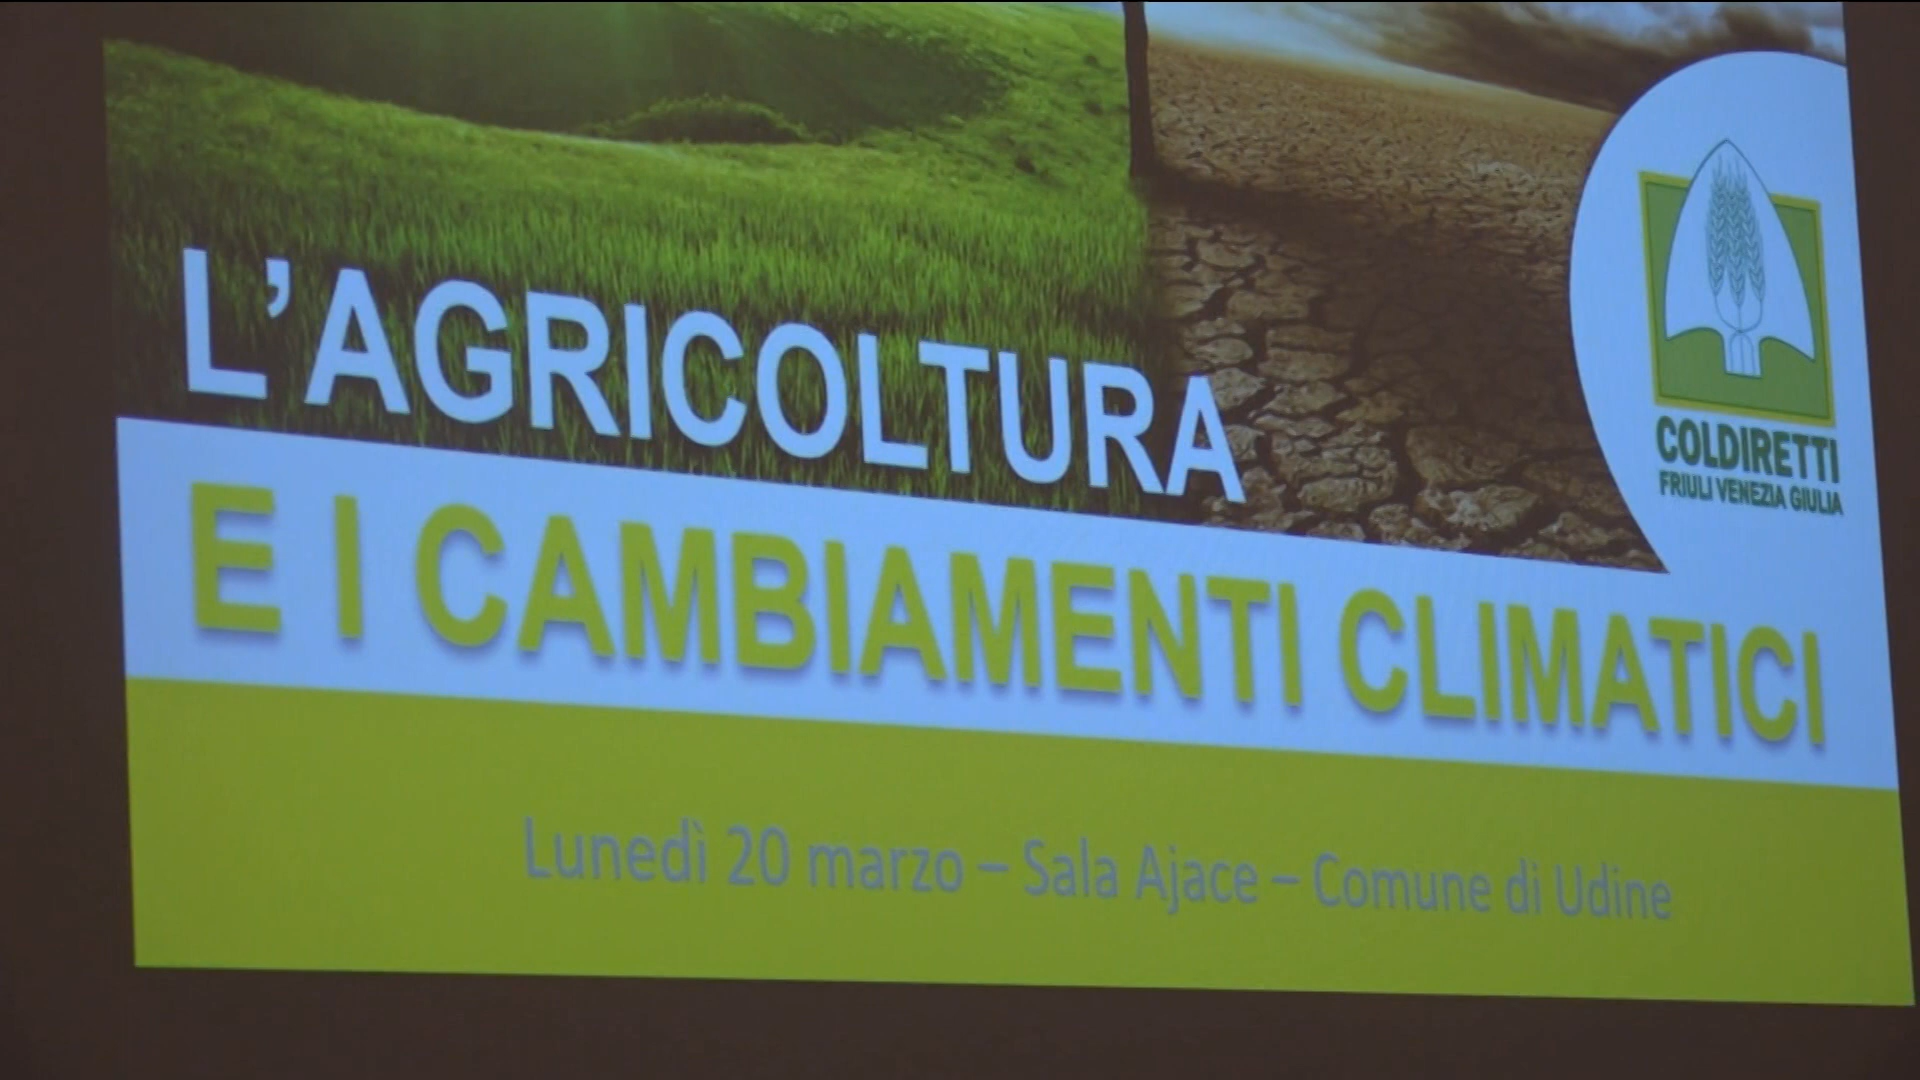 L’AGRICOLTURA
E I CAMBIAMENTI CLIMATICI
COLDIRETTI
FRIULI VENEZIA GIULIA
Lunedì 20 marzo – Sala Ajace – Comune di Udine